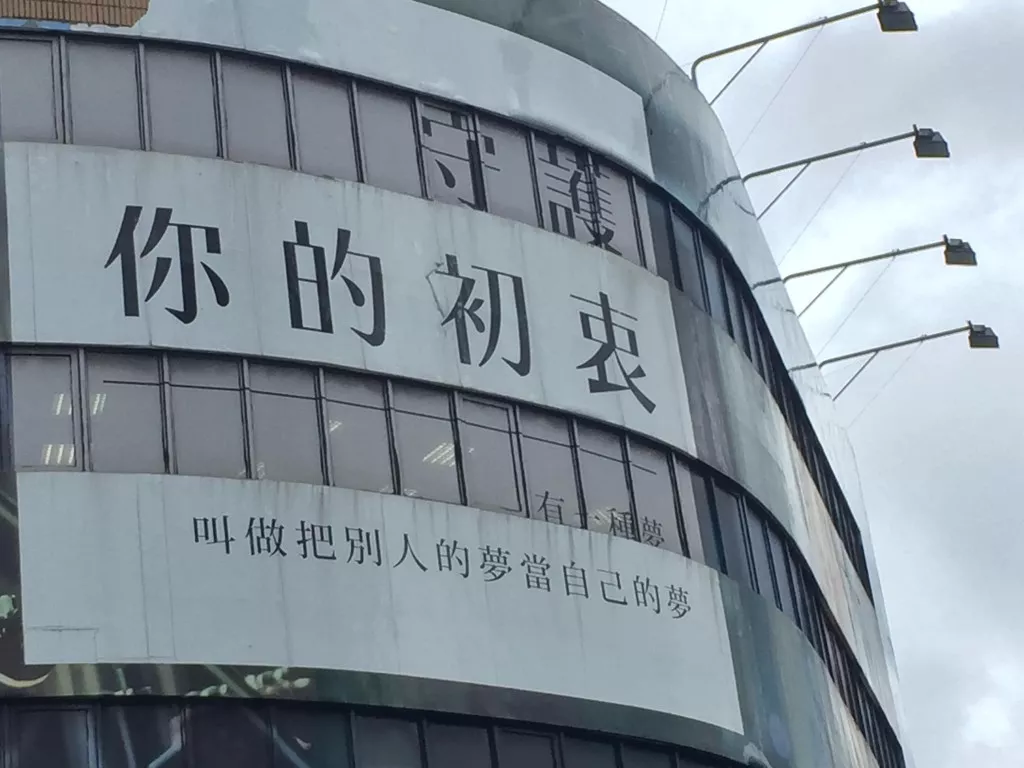 守護
你的初衷
有一種夢
叫做把別人的夢當自己的夢